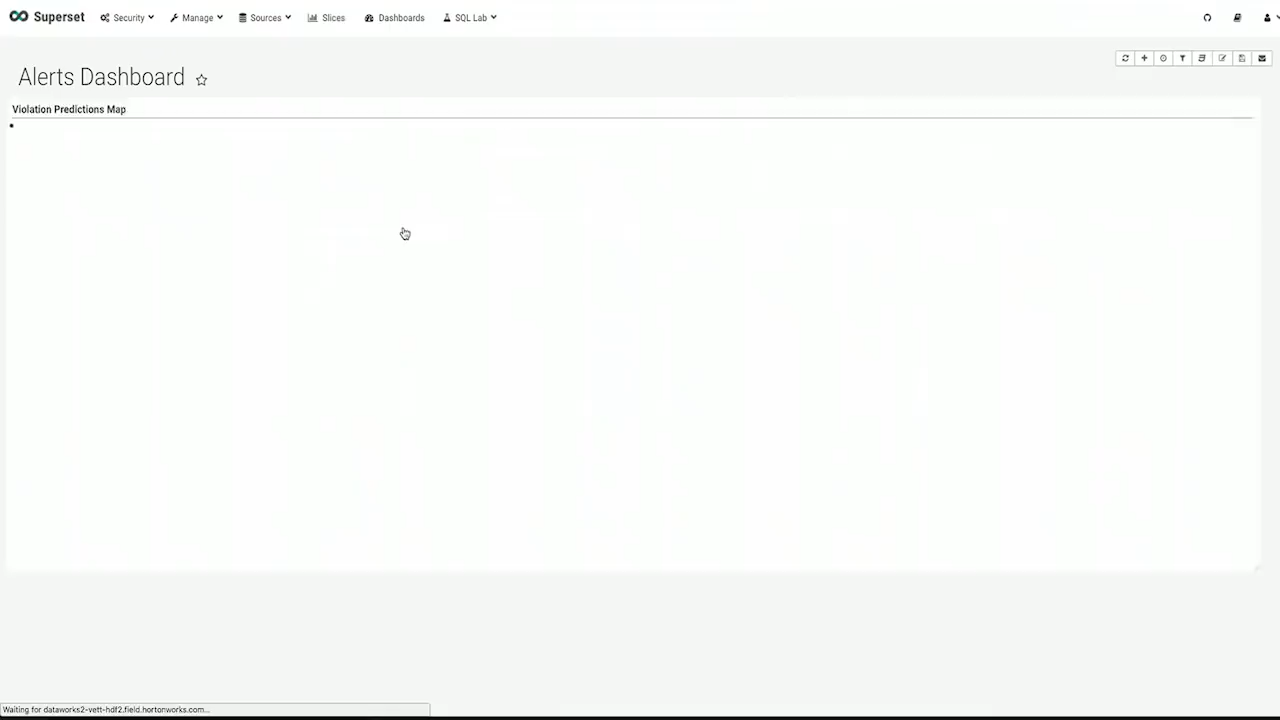 Superset Security Manage Sources Slices Dashboards SQL Lab
Alerts Dashboard
Violation Predictions Map
Waiting for dataworks2-vett-hdf2.field.hortonworks.com...